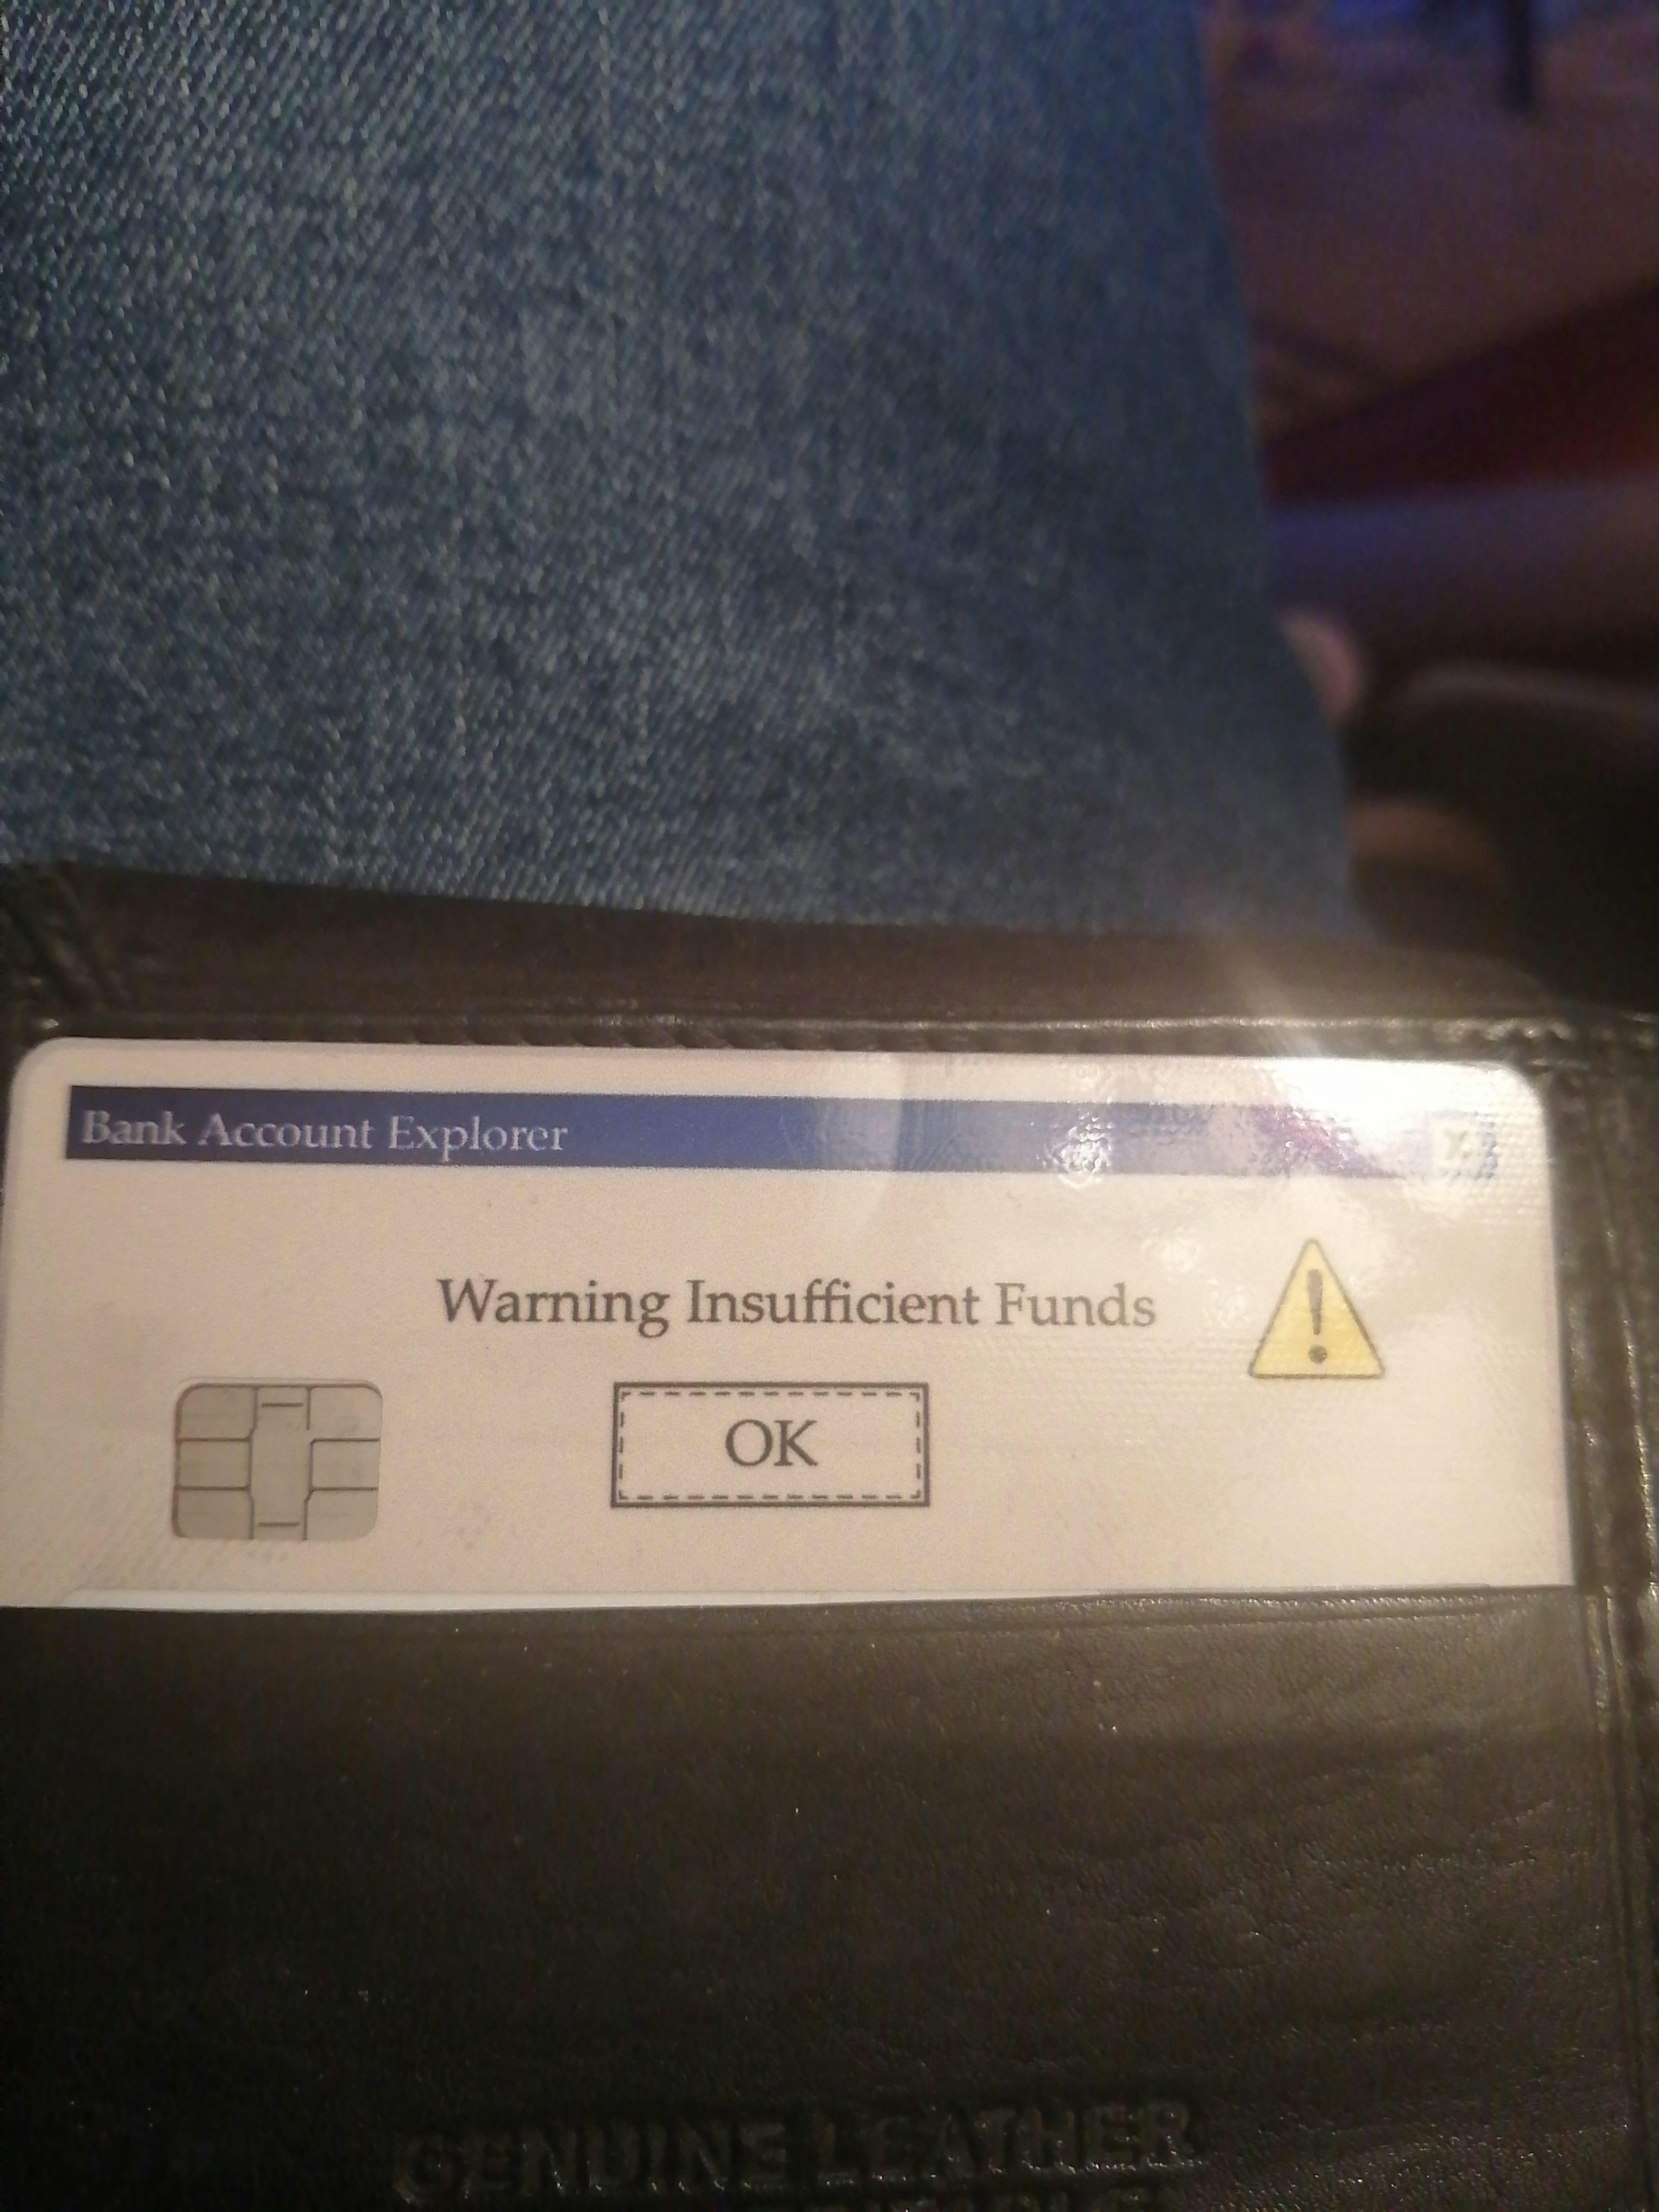 Bank Account Explorer
X
Warning Insufficient Funds
!
OK
GENUINE LEATHER